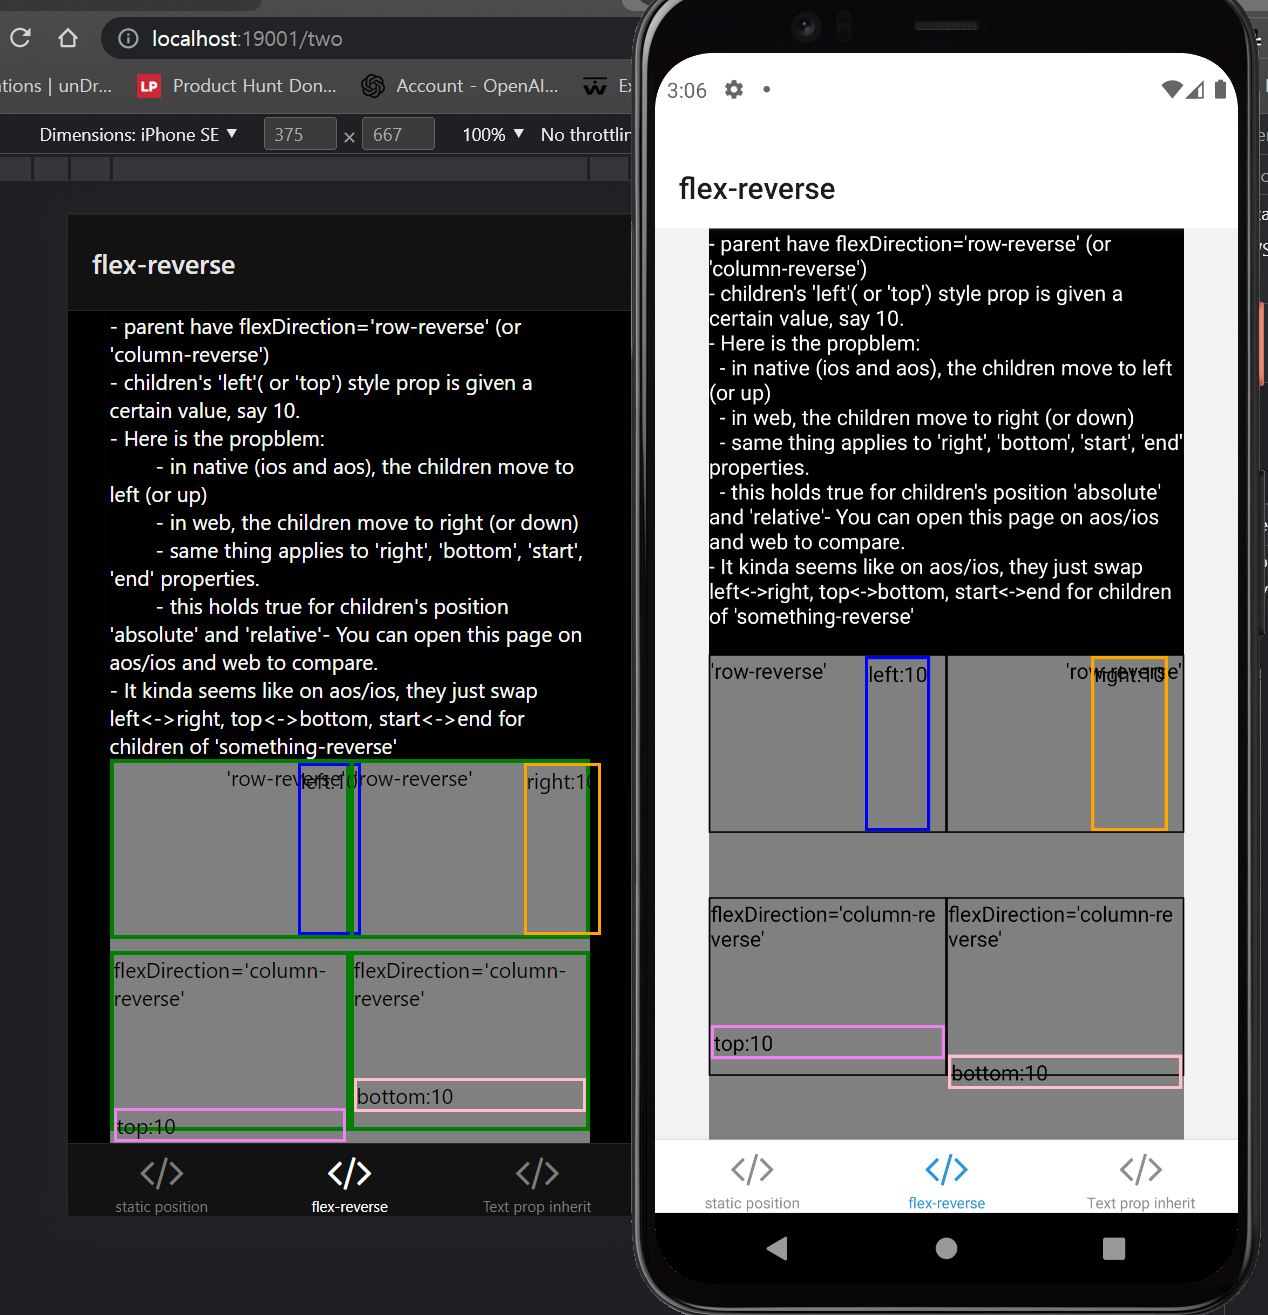 localhost:19001/two
tions | unDr...
LP
Product Hunt Don...
Account - OpenAI...
Dimensions: iPhone SE
375
×
667
100%
No throttlin
flex-reverse
- parent have flexDirection='row-reverse' (or
'column-reverse')
- children's 'left'( or 'top') style prop is given a
certain value, say 10.
- Here is the propblem:
- in native (ios and aos), the children move to
left (or up)
- in web, the children move to right (or down)
- same thing applies to 'right', 'bottom', 'start',
'end' properties.
- this holds true for children's position
'absolute' and 'relative'- You can open this page on
aos/ios and web to compare.
- It kinda seems like on aos/ios, they just swap
left<->right, top<->bottom, start<->end for
children of 'something-reverse'
'row-reverse'
left:10
'row-reverse'
right:10
flexDirection='column-
reverse'
top:10
flexDirection='column-
reverse'
bottom:10
static position
flex-reverse
Text prop inherit
3:06
flex-reverse
- parent have flexDirection='row-reverse' (or
'column-reverse')
- children's 'left'( or 'top') style prop is given a
certain value, say 10.
- Here is the propblem:
- in native (ios and aos), the children move to left
(or up)
- in web, the children move to right (or down)
- same thing applies to 'right', 'bottom', 'start', 'end'
properties.
- this holds true for children's position 'absolute'
and 'relative'- You can open this page on aos/ios
and web to compare.
- It kinda seems like on aos/ios, they just swap
left<->right, top<->bottom, start<->end for children
of 'something-reverse'
'row-reverse'
left:10
'row-reverse'
right:10
flexDirection='column-re
verse'
top:10
flexDirection='column-re
verse'
bottom:10
static position
flex-reverse
Text prop inherit